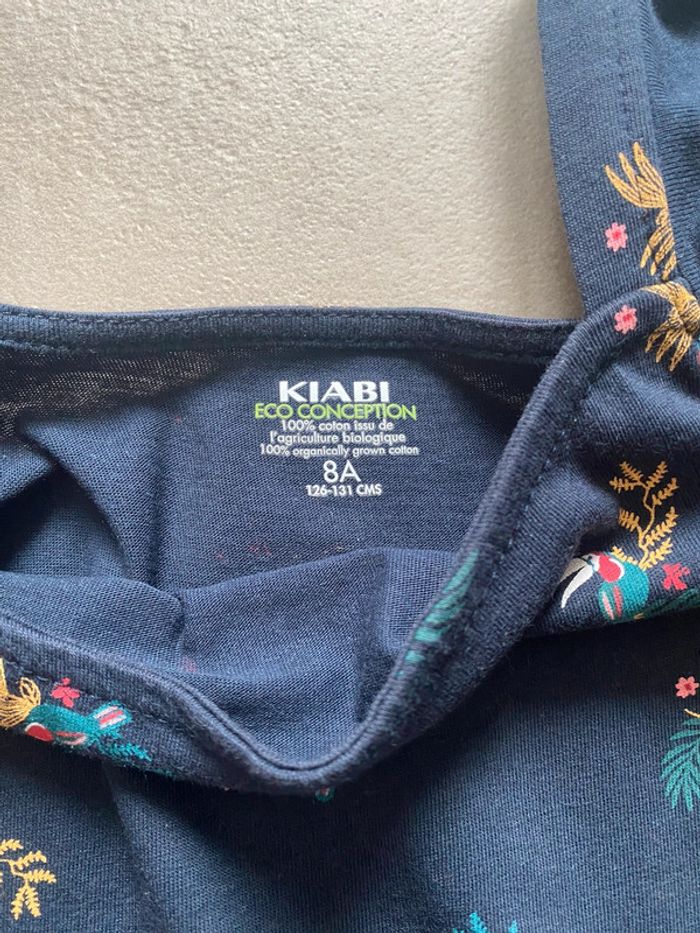 KIABI
ECO CONCEPTION
100% coton issu de
l'agriculture biologique
100% organically grown cotton
8A
126-131 CMS